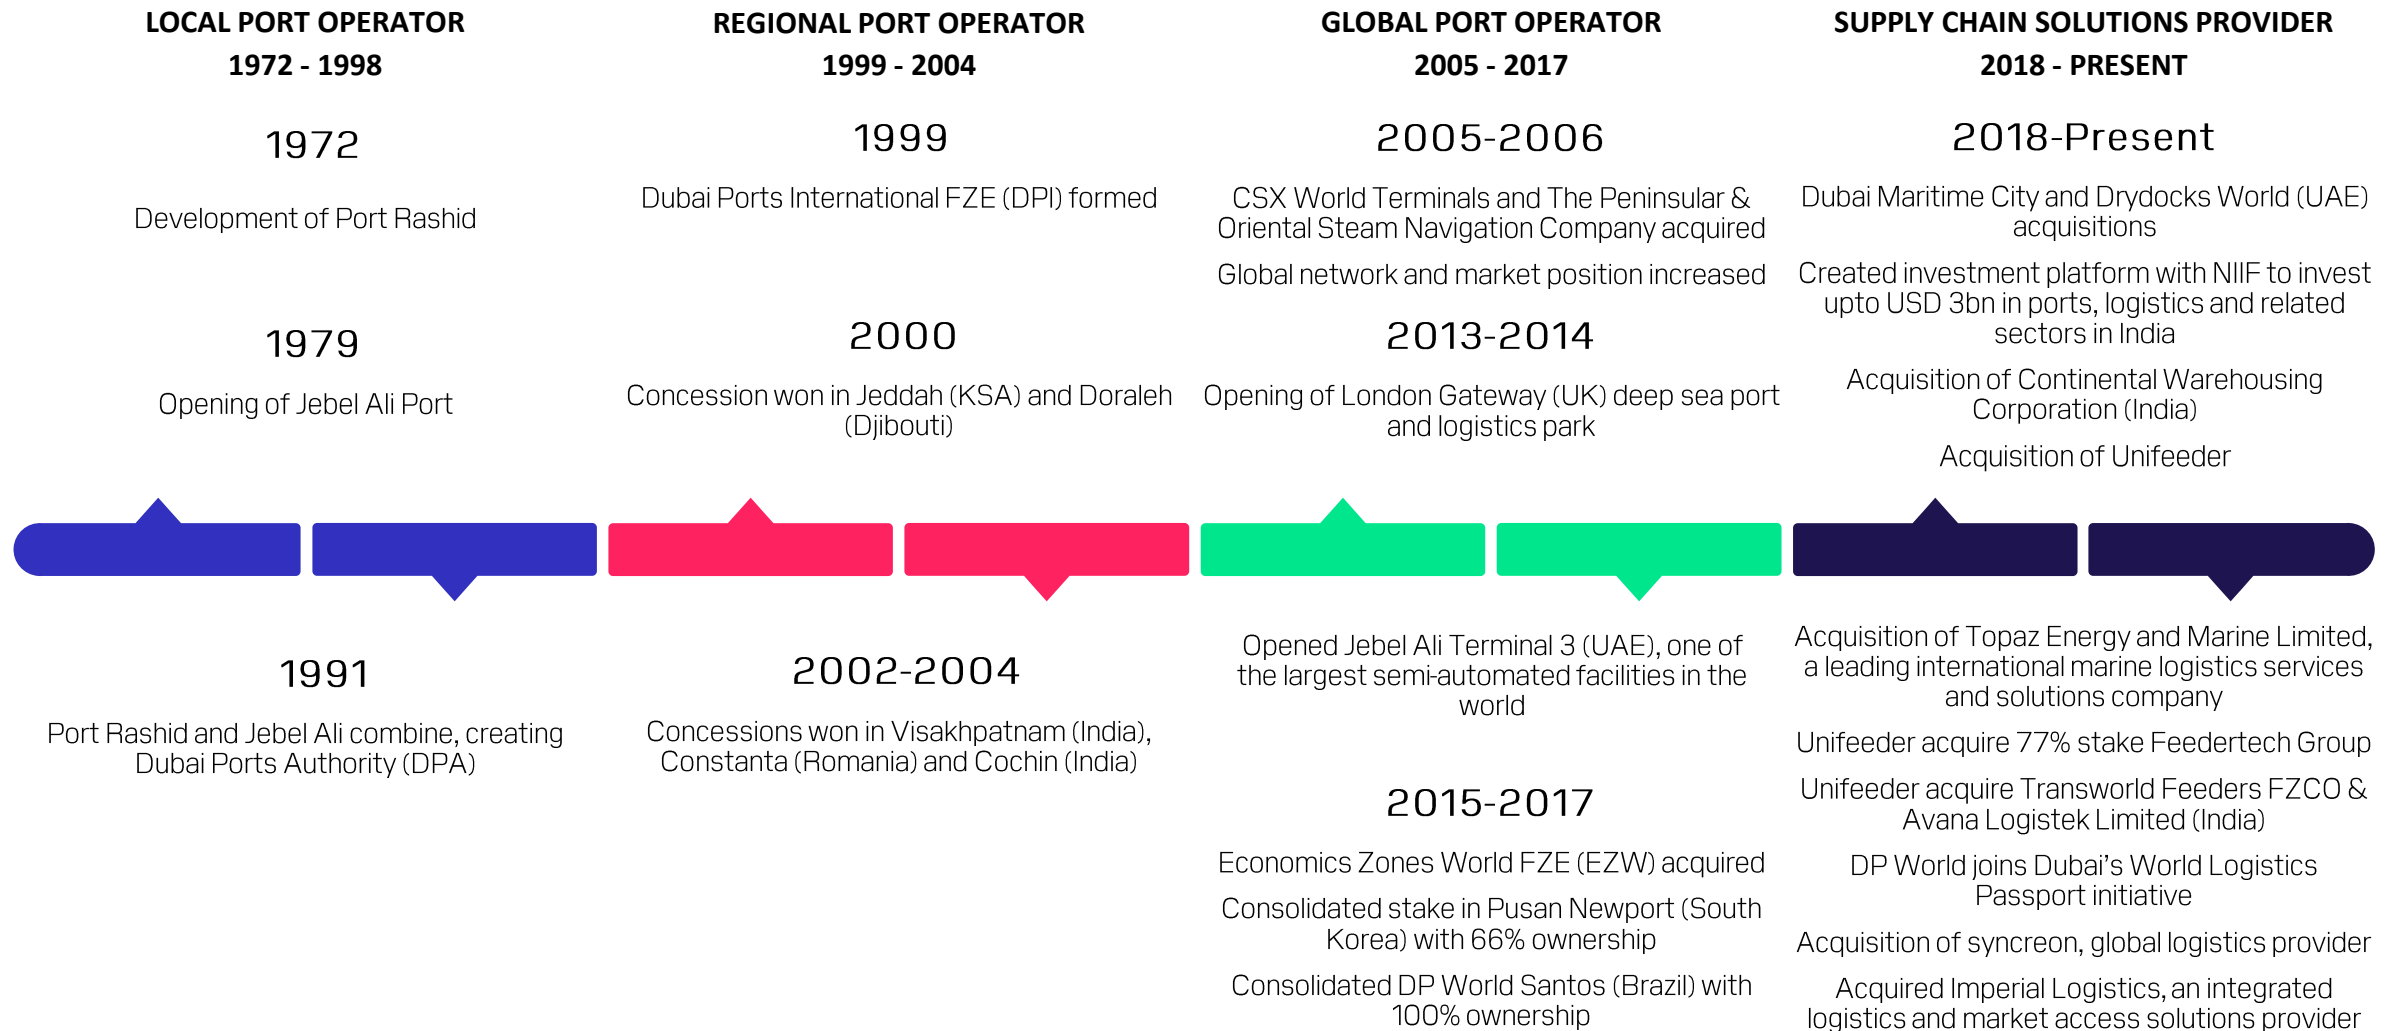 LOCAL PORT OPERATOR
1972 - 1998
1972
Development of Port Rashid
1979
Opening of Jebel Ali Port
1991
Port Rashid and Jebel Ali combine, creating
Dubai Ports Authority (DPA)
REGIONAL PORT OPERATOR
1999 - 2004
1999
Dubai Ports International FZE (DPI) formed
2000
Concession won in Jeddah (KSA) and Doraleh
(Djibouti)
2002-2004
Concessions won in Visakhpatnam (India),
Constanta (Romania) and Cochin (India)
GLOBAL PORT OPERATOR
2005 - 2017
2005-2006
CSX World Terminals and The Peninsular &
Oriental Steam Navigation Company acquired
Global network and market position increased
2013-2014
Opening of London Gateway (UK) deep sea port
and logistics park
Opened Jebel Ali Terminal 3 (UAE), one of
the largest semi-automated facilities in the
world
2015-2017
Economics Zones World FZE (EZW) acquired
Consolidated stake in Pusan Newport (South
Korea) with 66% ownership
Consolidated DP World Santos (Brazil) with
100% ownership
SUPPLY CHAIN SOLUTIONS PROVIDER
2018 - PRESENT
2018-Present
Dubai Maritime City and Drydocks World (UAE)
acquisitions
Created investment platform with NIIF to invest
upto USD 3bn in ports, logistics and related
sectors in India
Acquisition of Continental Warehousing
Corporation (India)
Acquisition of Unifeeder
Acquisition of Topaz Energy and Marine Limited,
a leading international marine logistics services
and solutions company
Unifeeder acquire 77% stake Feedertech Group
Unifeeder acquire Transworld Feeders FZCO &
Avana Logistek Limited (India)
DP World joins Dubai's World Logistics
Passport initiative
Acquisition of syncreon, global logistics provider
Acquired Imperial Logistics, an integrated
logistics and market access solutions provider